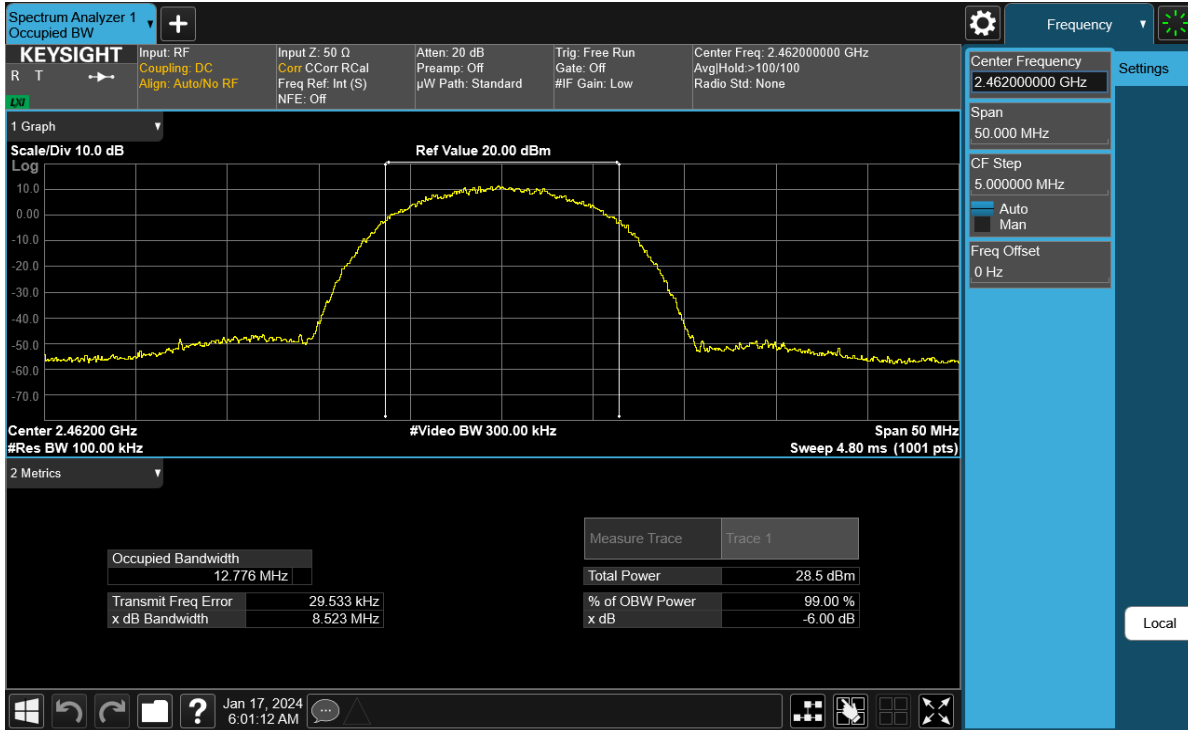 Spectrum Analyzer 1
Occupied BW
Frequency
KEYSIGHT
R T
LXI
Input: RF
Coupling: DC
Align: Auto/No RF
Input Z: 50 Ω
Corr CCorr RCal
Freq Ref: Int (S)
NFE: Off
Atten: 20 dB
Preamp: Off
µW Path: Standard
Trig: Free Run
Gate: Off
#IF Gain: Low
Center Freq: 2.462000000 GHz
Avg|Hold:>100/100
Radio Std: None
Center Frequency
2.462000000 GHz
Settings
Span
50.000 MHz
CF Step
5.000000 MHz
Auto
Man
Freq Offset
0 Hz
1 Graph
Scale/Div 10.0 dB
Ref Value 20.00 dBm
Log
10.0
0.00
-10.0
-20.0
-30.0
-40.0
-50.0
-60.0
-70.0
Center 2.46200 GHz
#Video BW 300.00 kHz
Span 50 MHz
#Res BW 100.00 kHz
Sweep 4.80 ms (1001 pts)
2 Metrics
Measure Trace
Trace 1
Occupied Bandwidth
12.776 MHz
Total Power
28.5 dBm
Transmit Freq Error
29.533 kHz
% of OBW Power
99.00 %
x dB Bandwidth
8.523 MHz
x dB
-6.00 dB
Local
?
Jan 17, 2024
6:01:12 AM